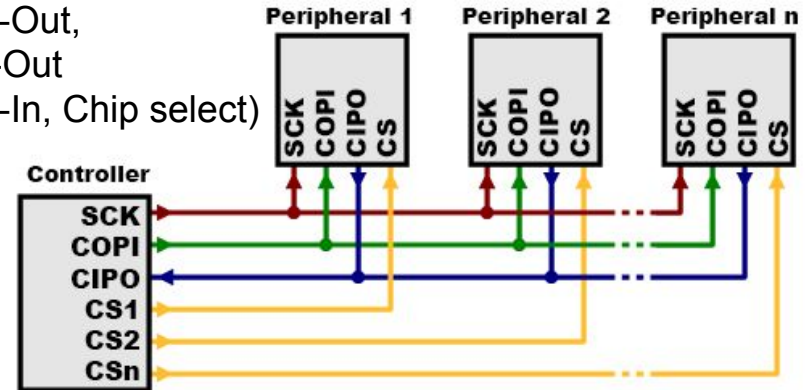 -Out,
-Out
-In, Chip select)
Peripheral 1
Peripheral 2
Peripheral n
SCK
COPI
CIPO
CS
SCK
COPI
CIPO
CS
SCK
COPI
CIPO
CS
Controller
SCK
COPI
CIPO
CS1
CS2
CSn